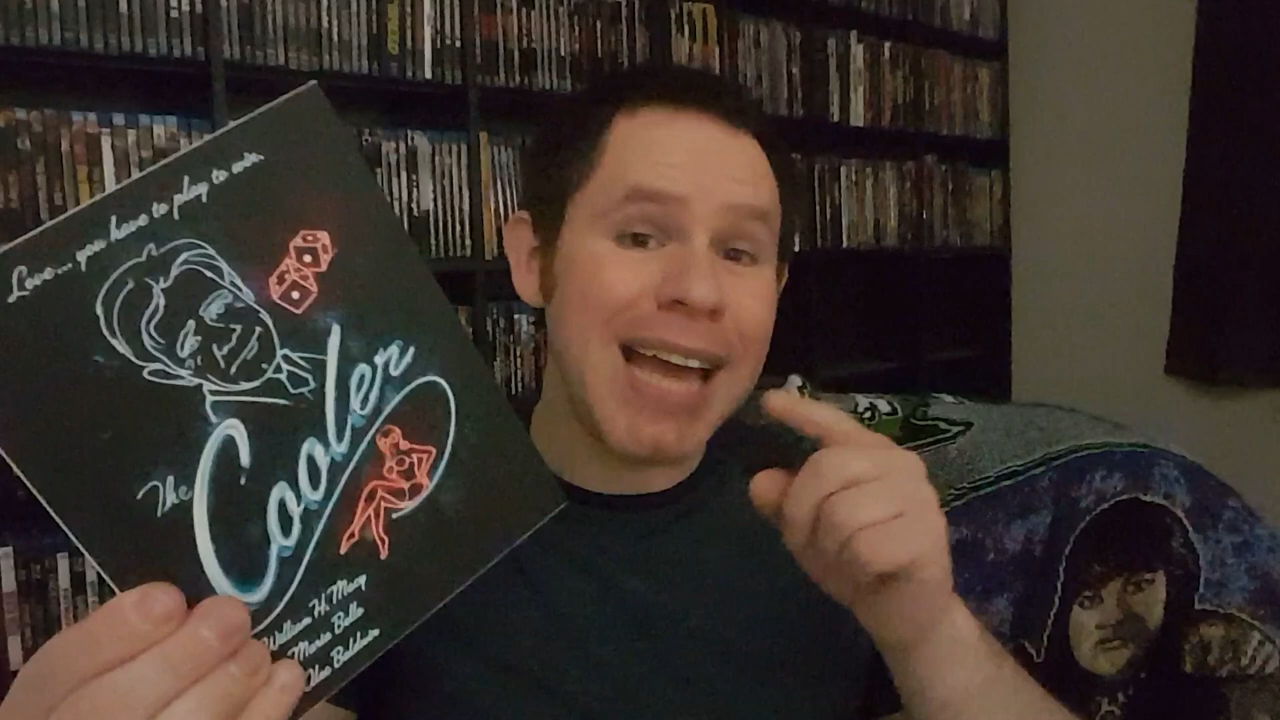 Love... you have to play to win.
The Cooler
William H. Macy
Maria Bello
Alec Baldwin